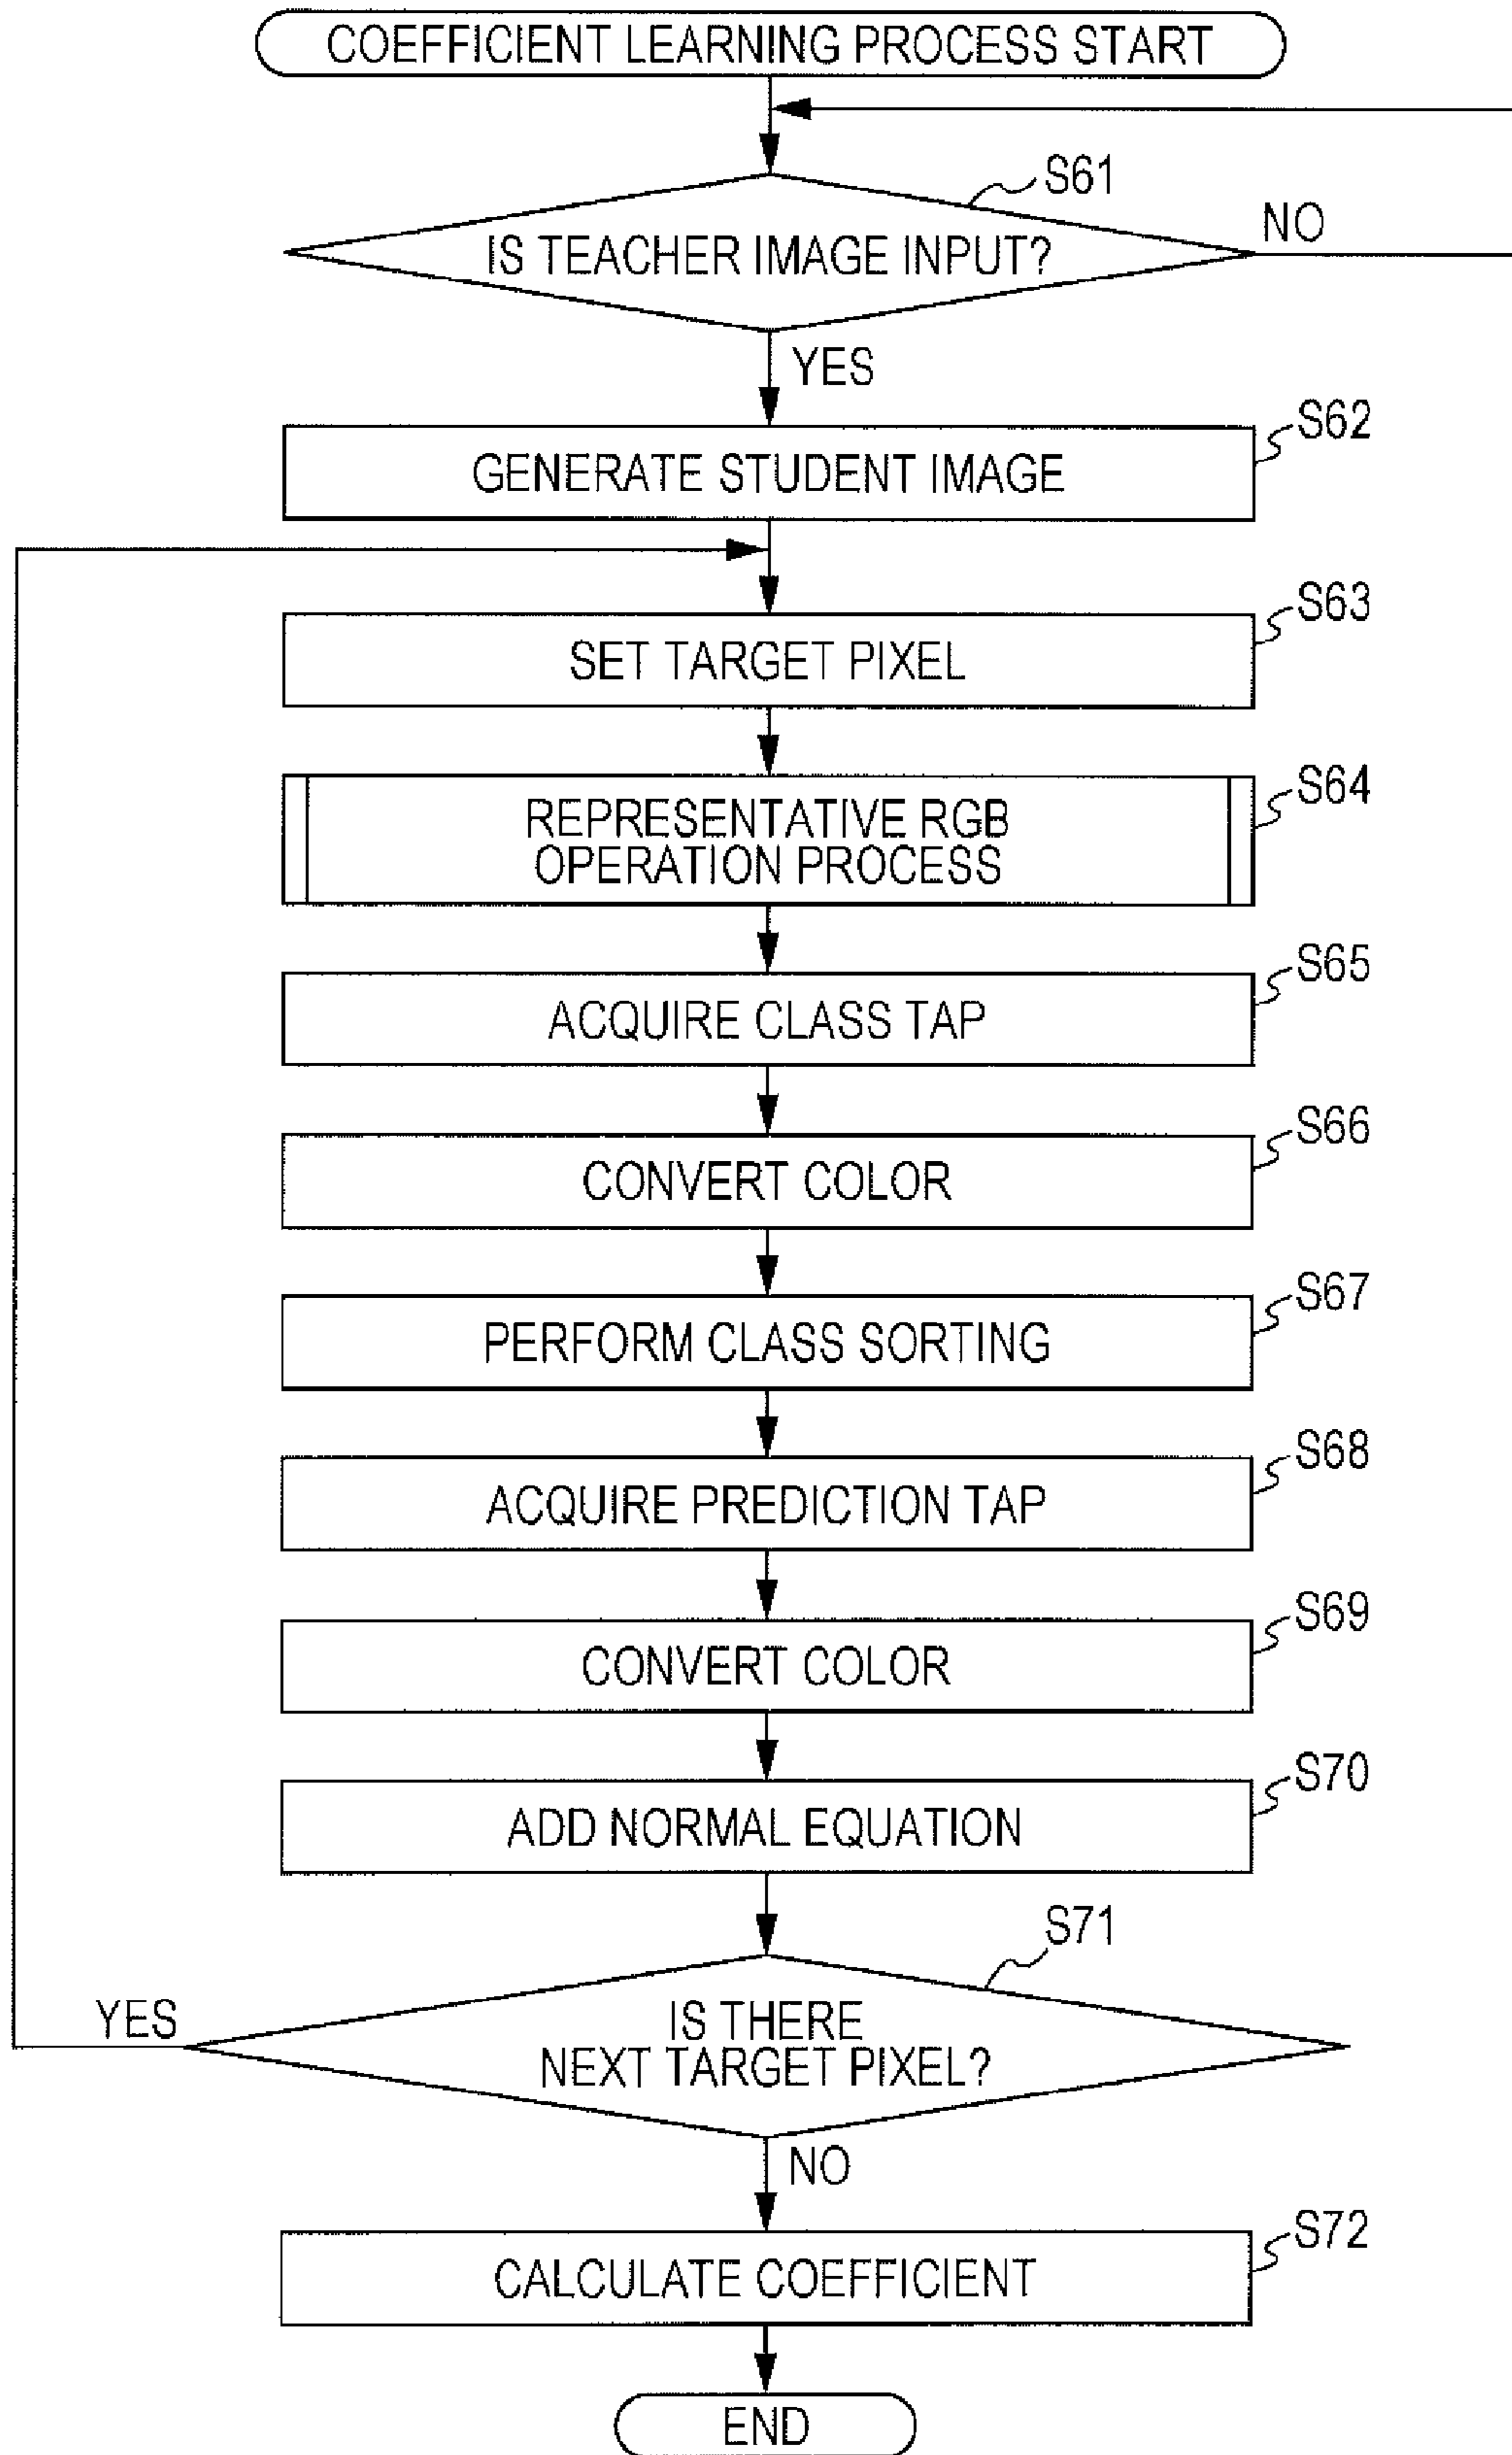 COEFFICIENT LEARNING PROCESS START
S61
IS TEACHER IMAGE INPUT?
NO
YES
S62
GENERATE STUDENT IMAGE
S63
SET TARGET PIXEL
S64
REPRESENTATIVE RGB
OPERATION PROCESS
S65
ACQUIRE CLASS TAP
S66
CONVERT COLOR
S67
PERFORM CLASS SORTING
S68
ACQUIRE PREDICTION TAP
S69
CONVERT COLOR
S70
ADD NORMAL EQUATION
S71
YES
IS THERE
NEXT TARGET PIXEL?
NO
S72
CALCULATE COEFFICIENT
END